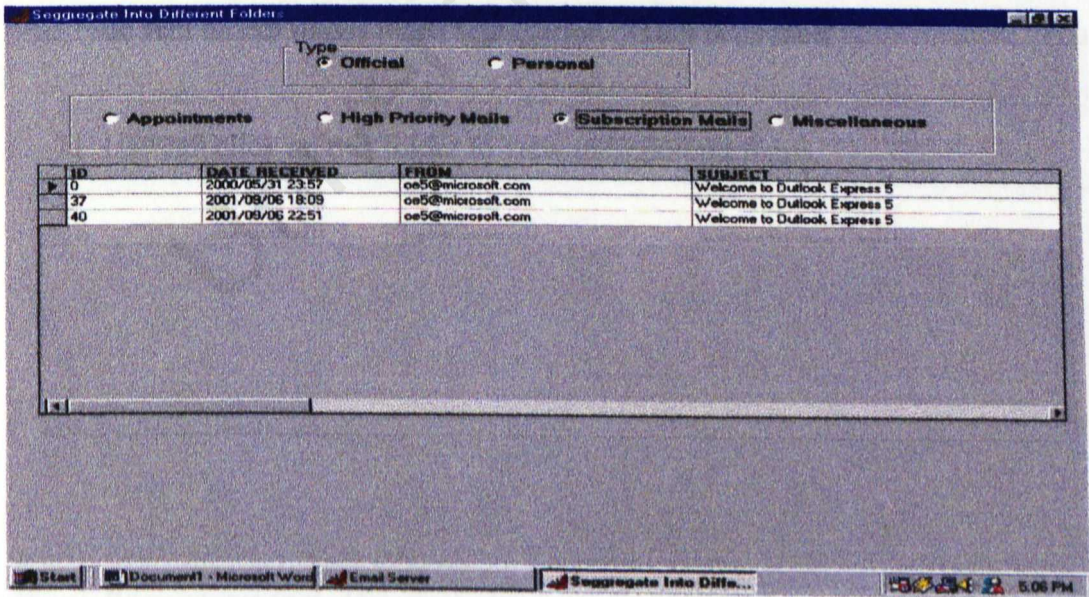 Seggregate Into Different Folders
Type
Official Personal
Appointments High Priority Mails Subscription Mails Miscellaneous
ID DATE RECEIVED FROM SUBJECT
0 2000/05/31 23:57 oe5@microsoft.com Welcome to Outlook Express 5
37 2001/09/06 18:09 oe5@microsoft.com Welcome to Outlook Express 5
40 2001/09/06 22:51 oe5@microsoft.com Welcome to Outlook Express 5
Start Document1 - Microsoft Word Email Server Seggregate Into Diffe... 5:06 PM